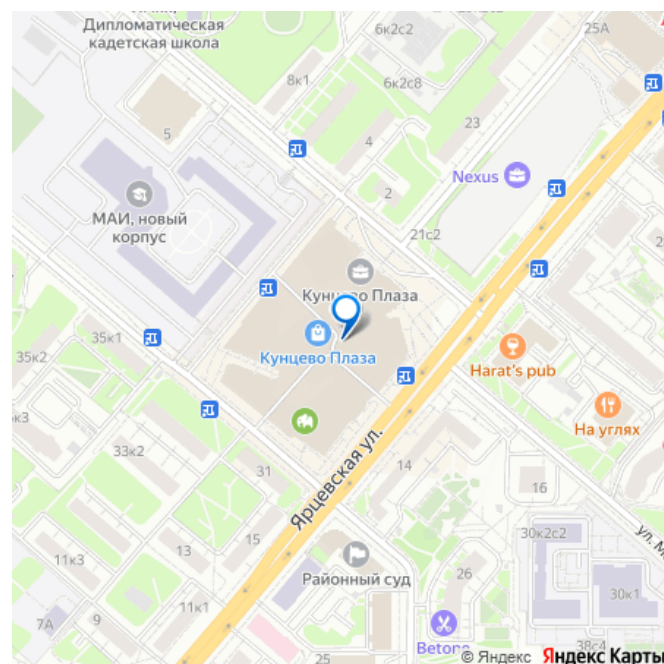 Дипломатическая
кадетская школа
6к2с2
25А
8к1
6к2с8
5
4
23
Nexus
2
МАИ, новый
корпус
21с2
Кунцево Плаза
35к1
35к2
Кунцево Плаза
Harat's pub
На углях
33к2
31
Ярцевская ул.
14
16
15
13
11к3
30к2с2
Районный суд
26
30к1
9
11к1
7А
Betone
25
38с4
© Яндекс Яндекс Карты